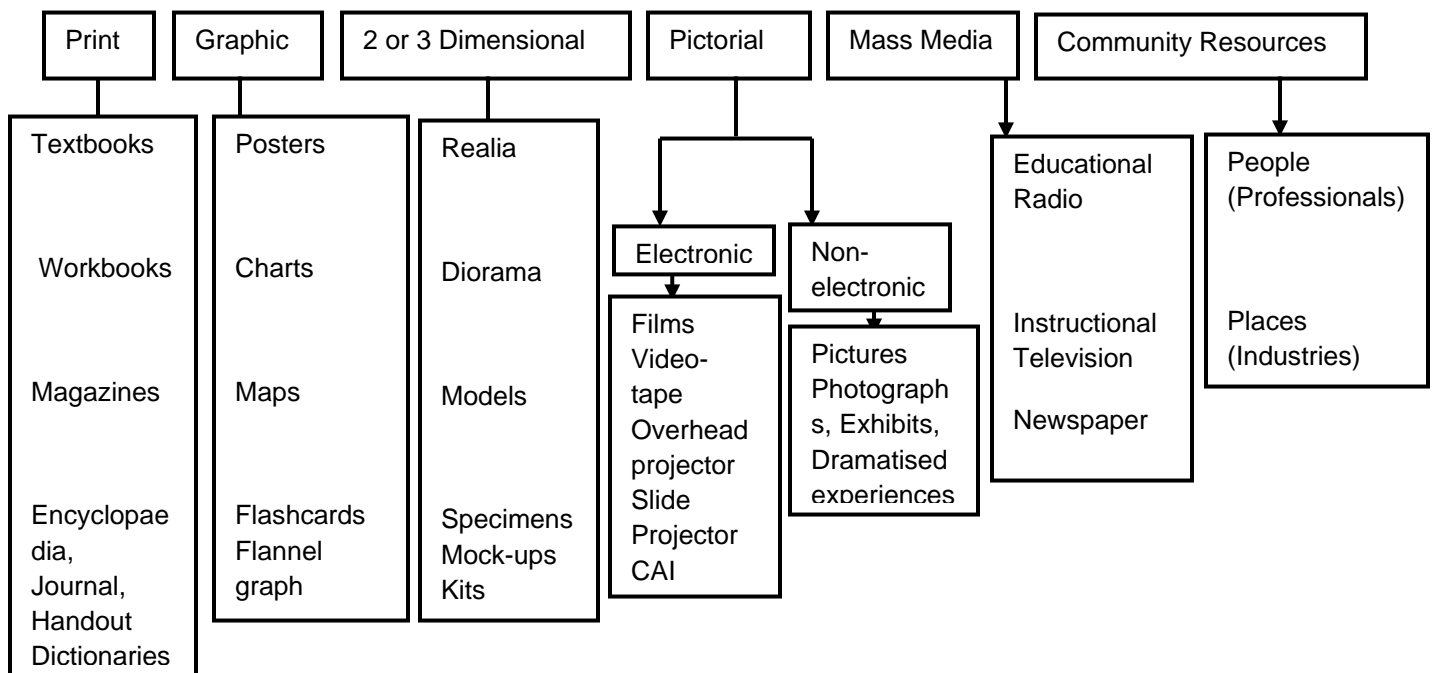 Print
Graphic
2 or 3 Dimensional
Pictorial
Mass Media
Community Resources
Textbooks
Workbooks
Magazines
Encyclopae
dia,
Journal,
Handout
Dictionaries
Posters
Charts
Maps
Flashcards
Flannel
graph
Realia
Diorama
Models
Specimens
Mock-ups
Kits
Electronic
Films
Video-
tape
Overhead
projector
Slide
Projector
CAI
Non-
electronic
Pictures
Photograph
s, Exhibits,
Dramatised
experiences
Educational
Radio
Instructional
Television
Newspaper
People
(Professionals)
Places
(Industries)